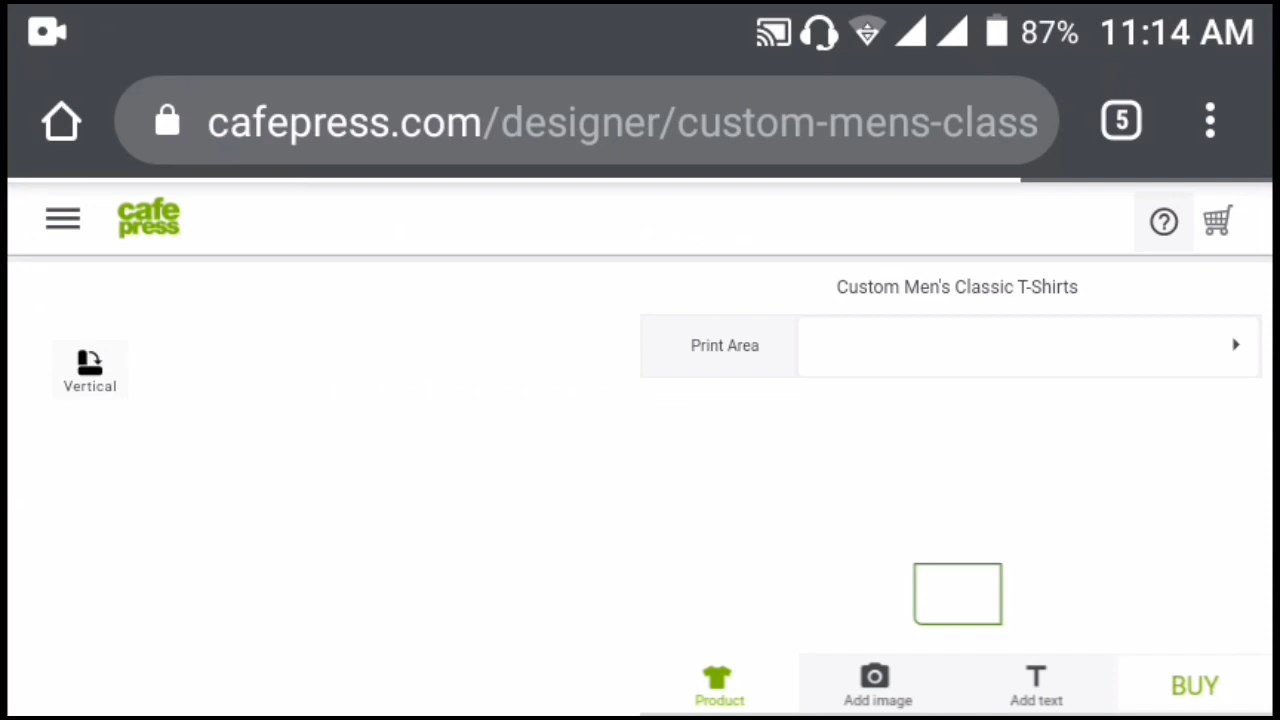 87% 11:14 AM
cafepress.com/designer/custom-mens-class
5
cafe
press
Custom Men's Classic T-Shirts
Print Area
Vertical
Product
Add image
Add text
BUY